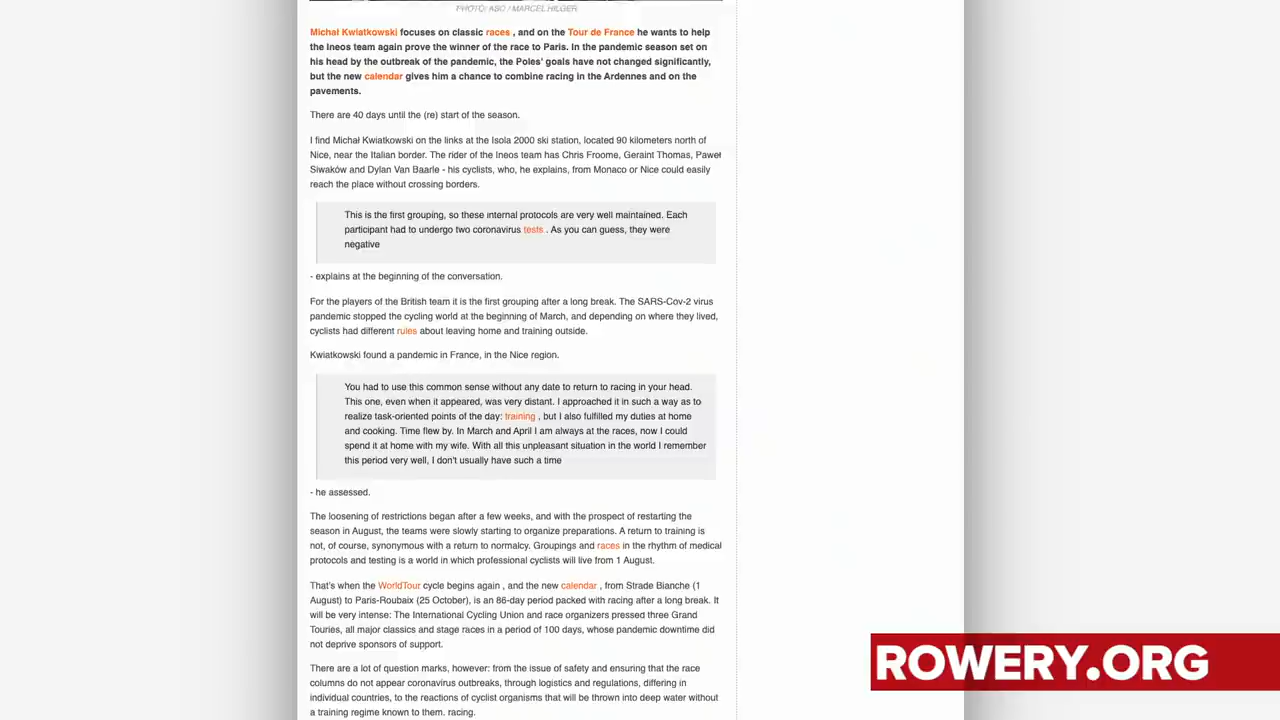 PHOTO: ASO / MARCEL HILGER
Michał Kwiatkowski focuses on classic races , and on the Tour de France he wants to help
the Ineos team again prove the winner of the race to Paris. In the pandemic season set on
his head by the outbreak of the pandemic, the Poles' goals have not changed significantly,
but the new calendar gives him a chance to combine racing in the Ardennes and on the
pavements.
There are 40 days until the (re) start of the season.
I find Michał Kwiatkowski on the links at the Isola 2000 ski station, located 90 kilometers north of
Nice, near the Italian border. The rider of the Ineos team has Chris Froome, Geraint Thomas, Paweł
Siwaków and Dylan Van Baarle - his cyclists, who, he explains, from Monaco or Nice could easily
reach the place without crossing borders.
This is the first grouping, so these internal protocols are very well maintained. Each
participant had to undergo two coronavirus tests . As you can guess, they were
negative
- explains at the beginning of the conversation.
For the players of the British team it is the first grouping after a long break. The SARS-Cov-2 virus
pandemic stopped the cycling world at the beginning of March, and depending on where they lived,
cyclists had different rules about leaving home and training outside.
Kwiatkowski found a pandemic in France, in the Nice region.
You had to use this common sense without any date to return to racing in your head.
This one, even when it appeared, was very distant. I approached it in such a way as to
realize task-oriented points of the day: training , but I also fulfilled my duties at home
and cooking. Time flew by. In March and April I am always at the races, now I could
spend it at home with my wife. With all this unpleasant situation in the world I remember
this period very well, I don't usually have such a time
- he assessed.
The loosening of restrictions began after a few weeks, and with the prospect of restarting the
season in August, the teams were slowly starting to organize preparations. A return to training is
not, of course, synonymous with a return to normalcy. Groupings and races in the rhythm of medical
protocols and testing is a world in which professional cyclists will live from 1 August.
That's when the WorldTour cycle begins again , and the new calendar , from Strade Bianche (1
August) to Paris-Roubaix (25 October), is an 86-day period packed with racing after a long break. It
will be very intense: The International Cycling Union and race organizers pressed three Grand
Touries, all major classics and stage races in a period of 100 days, whose pandemic downtime did
not deprive sponsors of support.
There are a lot of question marks, however: from the issue of safety and ensuring that the race
columns do not appear coronavirus outbreaks, through logistics and regulations, differing in
individual countries, to the reactions of cyclist organisms that will be thrown into deep water without
a training regime known to them. racing.
ROWERY.ORG